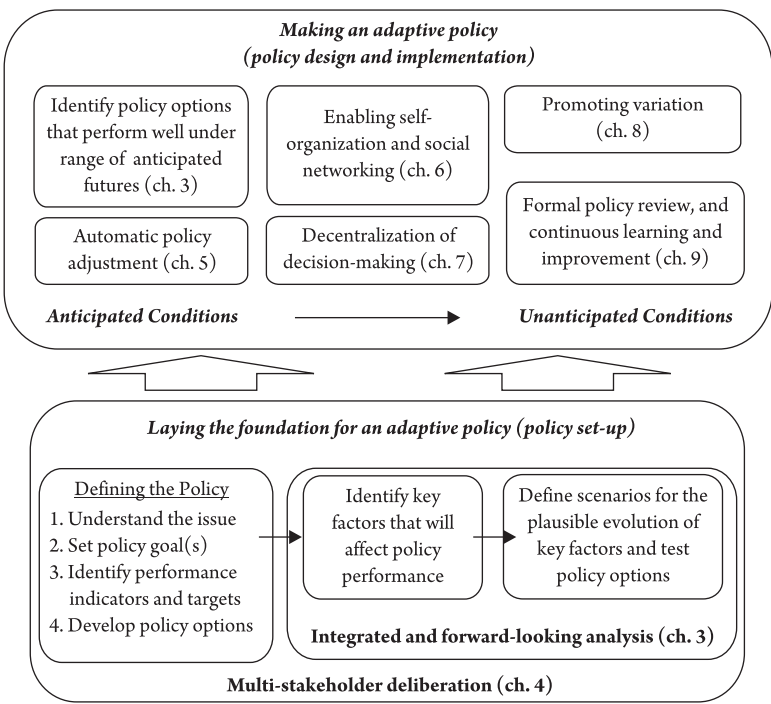 Making an adaptive policy
(policy design and implementation)
Identify policy options
that perform well under
range of anticipated
futures (ch. 3)
Enabling self-
organization and social
networking (ch. 6)
Promoting variation
(ch. 8)
Automatic policy
adjustment (ch. 5)
Decentralization of
decision-making (ch. 7)
Formal policy review, and
continuous learning and
improvement (ch. 9)
Anticipated Conditions
Unanticipated Conditions
Laying the foundation for an adaptive policy (policy set-up)
Defining the Policy
1. Understand the issue
2. Set policy goal(s)
3. Identify performance
indicators and targets
4. Develop policy options
Identify key
factors that will
affect policy
performance
Define scenarios for the
plausible evolution of
key factors and test
policy options
Integrated and forward-looking analysis (ch. 3)
Multi-stakeholder deliberation (ch. 4)